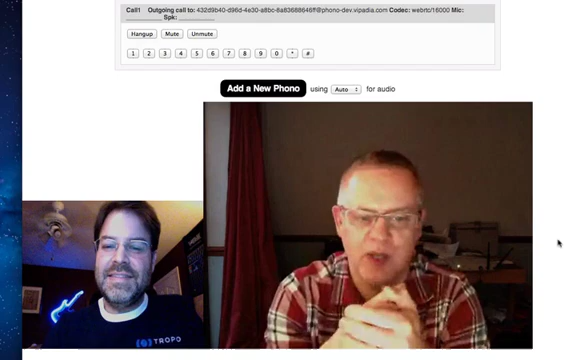 Call1 Outgoing call to: 432d9b40-d96d-4e30-a8bc-8a83688646ff@phono-dev.vipadia.com Codec: webrtc/16000 Mic:
Spk:
Hangup Mute Unmute
1 2 3 4 5 6 7 8 9 0 * #
Add a New Phono using Auto for audio
TROPO